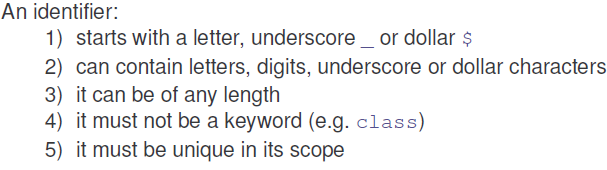 An identifier:
1) starts with a letter, underscore _ or dollar $
2) can contain letters, digits, underscore or dollar characters
3) it can be of any length
4) it must not be a keyword (e.g. class)
5) it must be unique in its scope